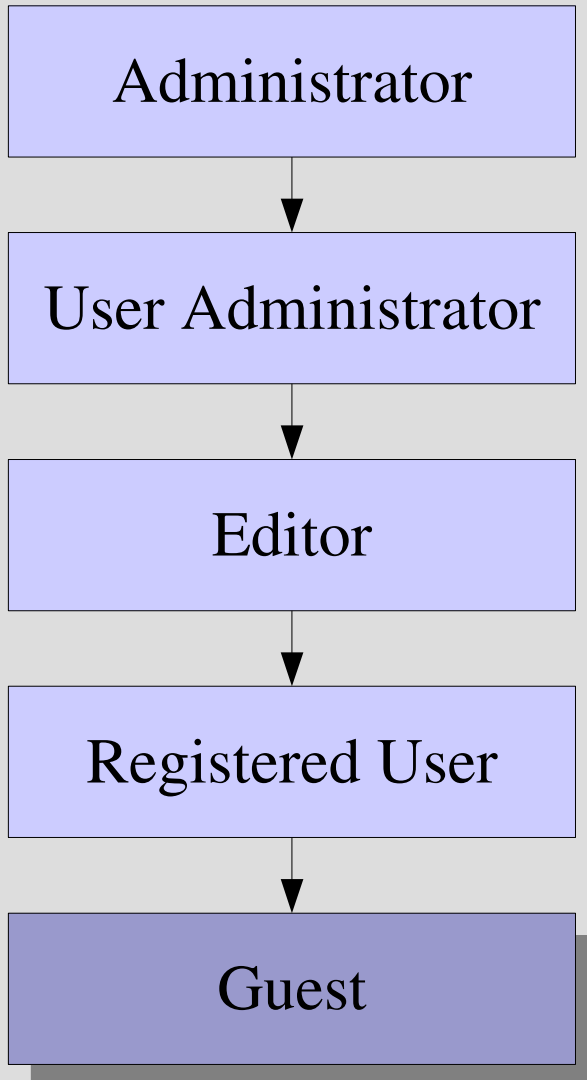 Administrator
User Administrator
Editor
Registered User
Guest